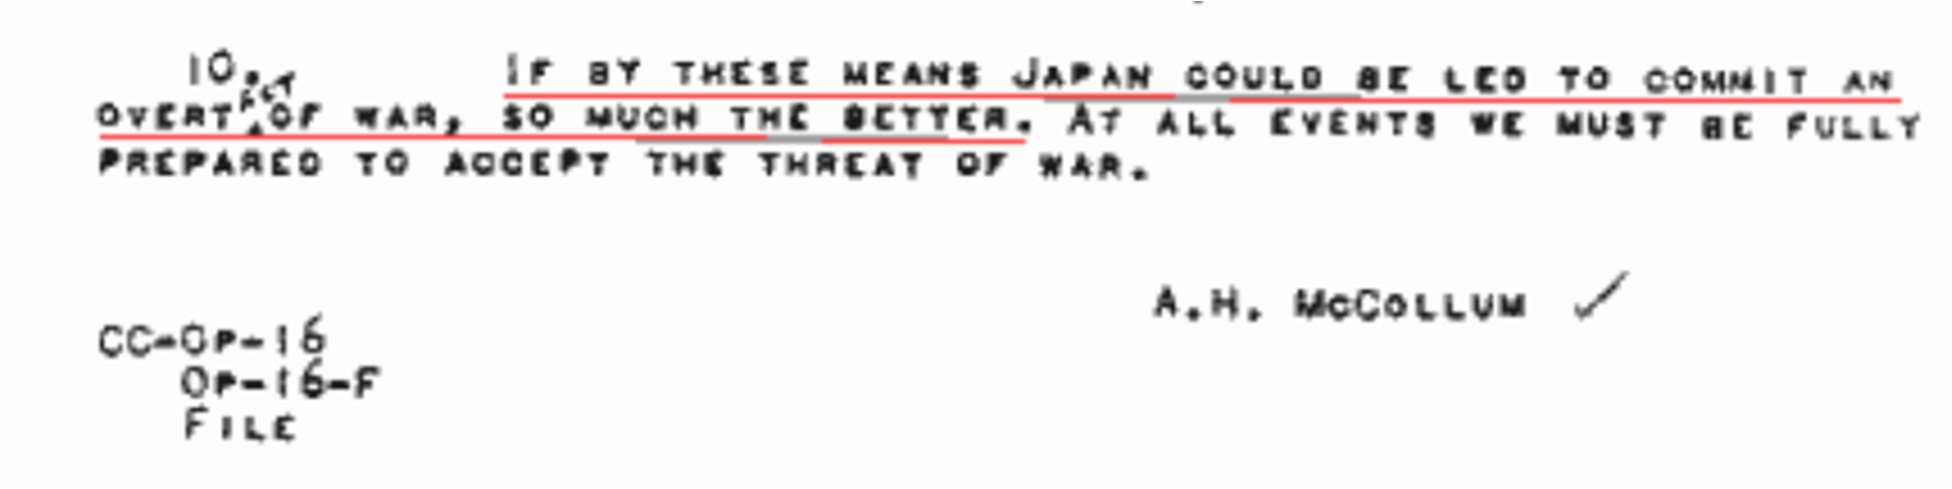 10. IF BY THESE MEANS JAPAN COULD BE LED TO COMMIT AN
ACT
OVERT OF WAR, SO MUCH THE BETTER. AT ALL EVENTS WE MUST BE FULLY
PREPARED TO ACCEPT THE THREAT OF WAR.
A.H. MCCOLLUM ✓
CC-OP-16
OP-16-F
FILE